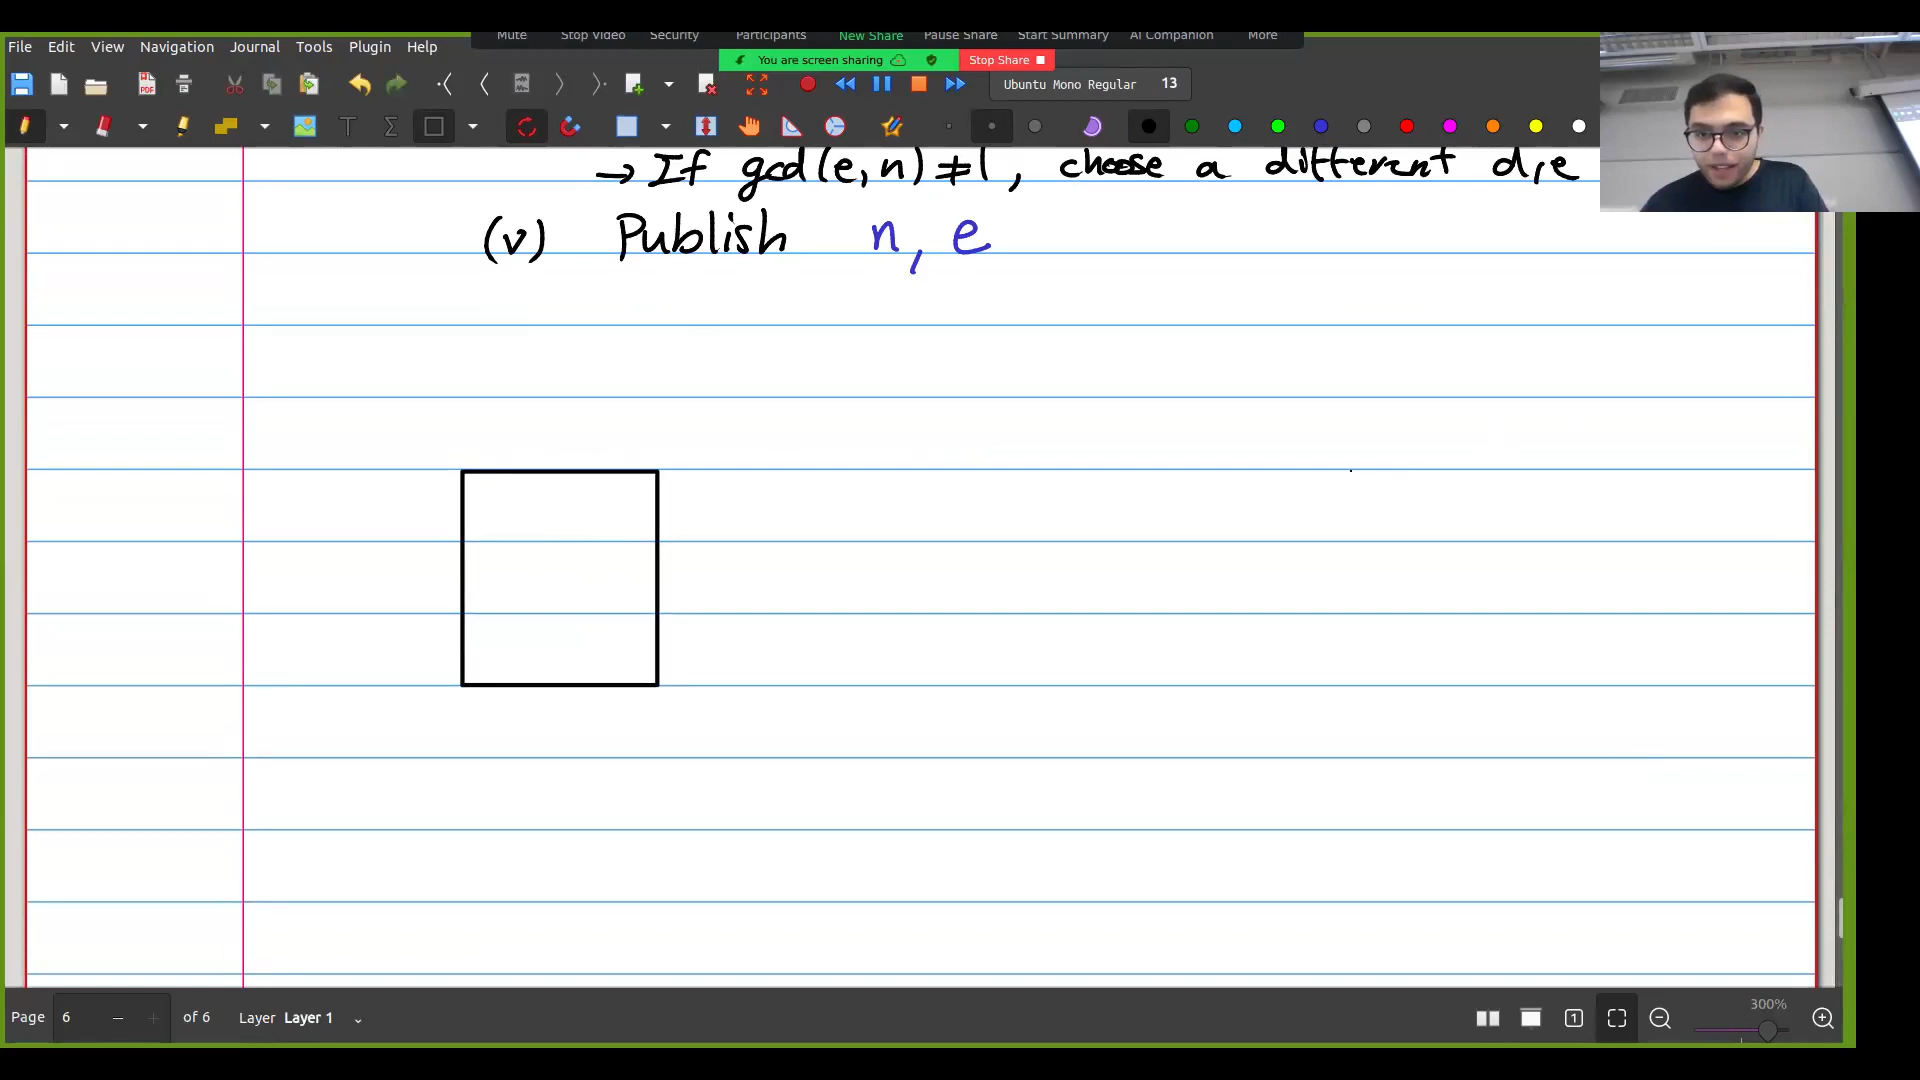 Mute Stop Video Security Participants New Share Pause Share Start Summary AI Companion More
File Edit View Navigation Journal Tools Plugin Help
You are screen sharing Stop Share
PDF Ubuntu Mono Regular 13
→ If gcd(e, n) ≠ 1, choose a different d, e
(v) Publish n, e
Page 6 of 6 Layer Layer 1 300%